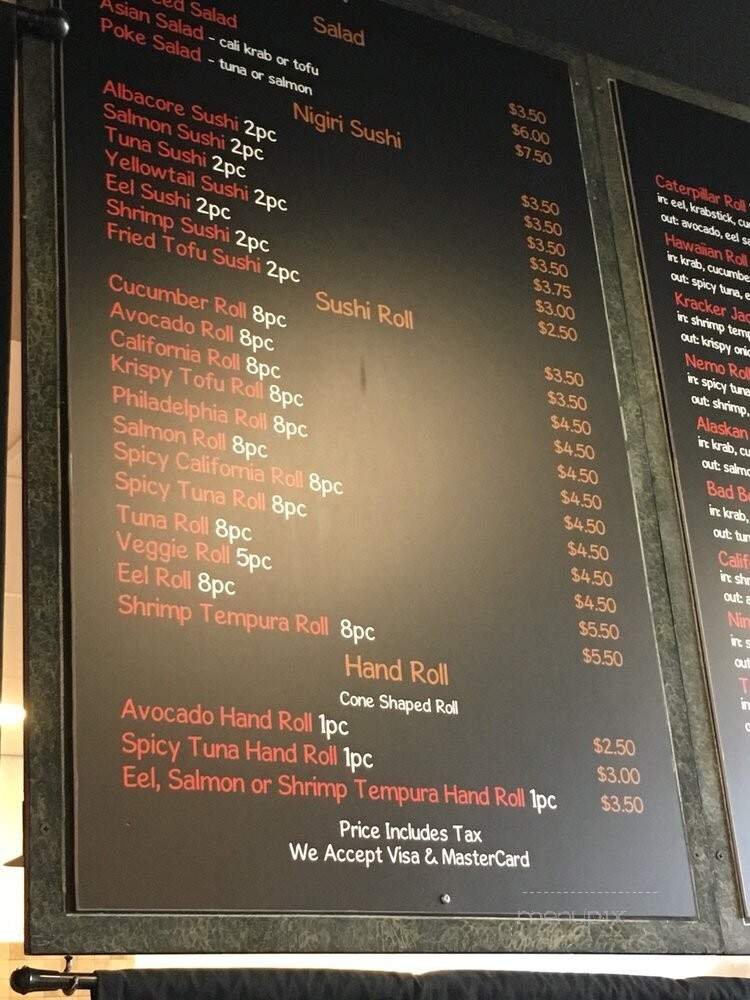 Salad
Salad $3.50
Asian Salad - cali krab or tofu $6.00
Poke Salad - tuna or salmon $7.50
Nigiri Sushi
Albacore Sushi 2pc $3.50
Salmon Sushi 2pc $3.50
Tuna Sushi 2pc $3.50
Yellowtail Sushi 2pc $3.50
Eel Sushi 2pc $3.75
Shrimp Sushi 2pc $3.00
Fried Tofu Sushi 2pc $2.50
Sushi Roll
Cucumber Roll 8pc $3.50
Avocado Roll 8pc $3.50
California Roll 8pc $4.50
Krispy Tofu Roll 8pc $4.50
Philadelphia Roll 8pc $4.50
Salmon Roll 8pc $4.50
Spicy California Roll 8pc $4.50
Spicy Tuna Roll 8pc $4.50
Tuna Roll 8pc $4.50
Veggie Roll 5pc $4.50
Eel Roll 8pc $5.50
Shrimp Tempura Roll 8pc $5.50
Hand Roll
Cone Shaped Roll
Avocado Hand Roll 1pc $2.50
Spicy Tuna Hand Roll 1pc $3.00
Eel, Salmon or Shrimp Tempura Hand Roll 1pc $3.50
Price Includes Tax
We Accept Visa & MasterCard
menupix
Caterpillar Roll
in: eel, krabstick,
out: avocado, eel
Hawaiian Roll
in: krab,
out: spicy tuna,
Kracker
in: shrimp
out: krispy
Nemo Roll
in: spicy tuna
out: shrimp,
Alaskan
in: krab,
out:
Bad
in: krab,
out:
in:
out:
in: